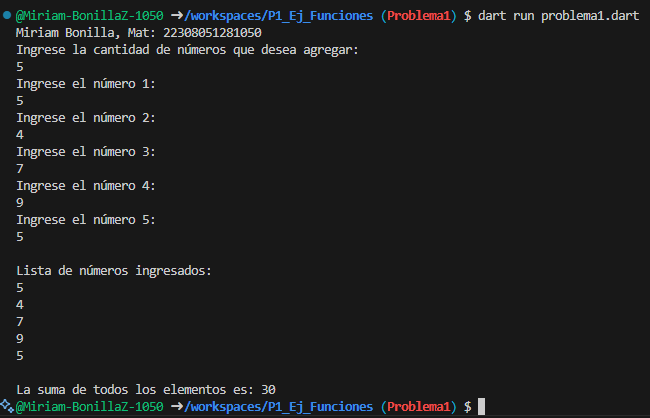 @Miriam-BonillaZ-1050 ➜/workspaces/P1_Ej_Funciones (Problema1) $ dart run problema1.dart
Miriam Bonilla, Mat: 22308051281050
Ingrese la cantidad de números que desea agregar:
5
Ingrese el número 1:
5
Ingrese el número 2:
4
Ingrese el número 3:
7
Ingrese el número 4:
9
Ingrese el número 5:
5
Lista de números ingresados:
5
4
7
9
5
La suma de todos los elementos es: 30
@Miriam-BonillaZ-1050 ➜/workspaces/P1_Ej_Funciones (Problema1) $